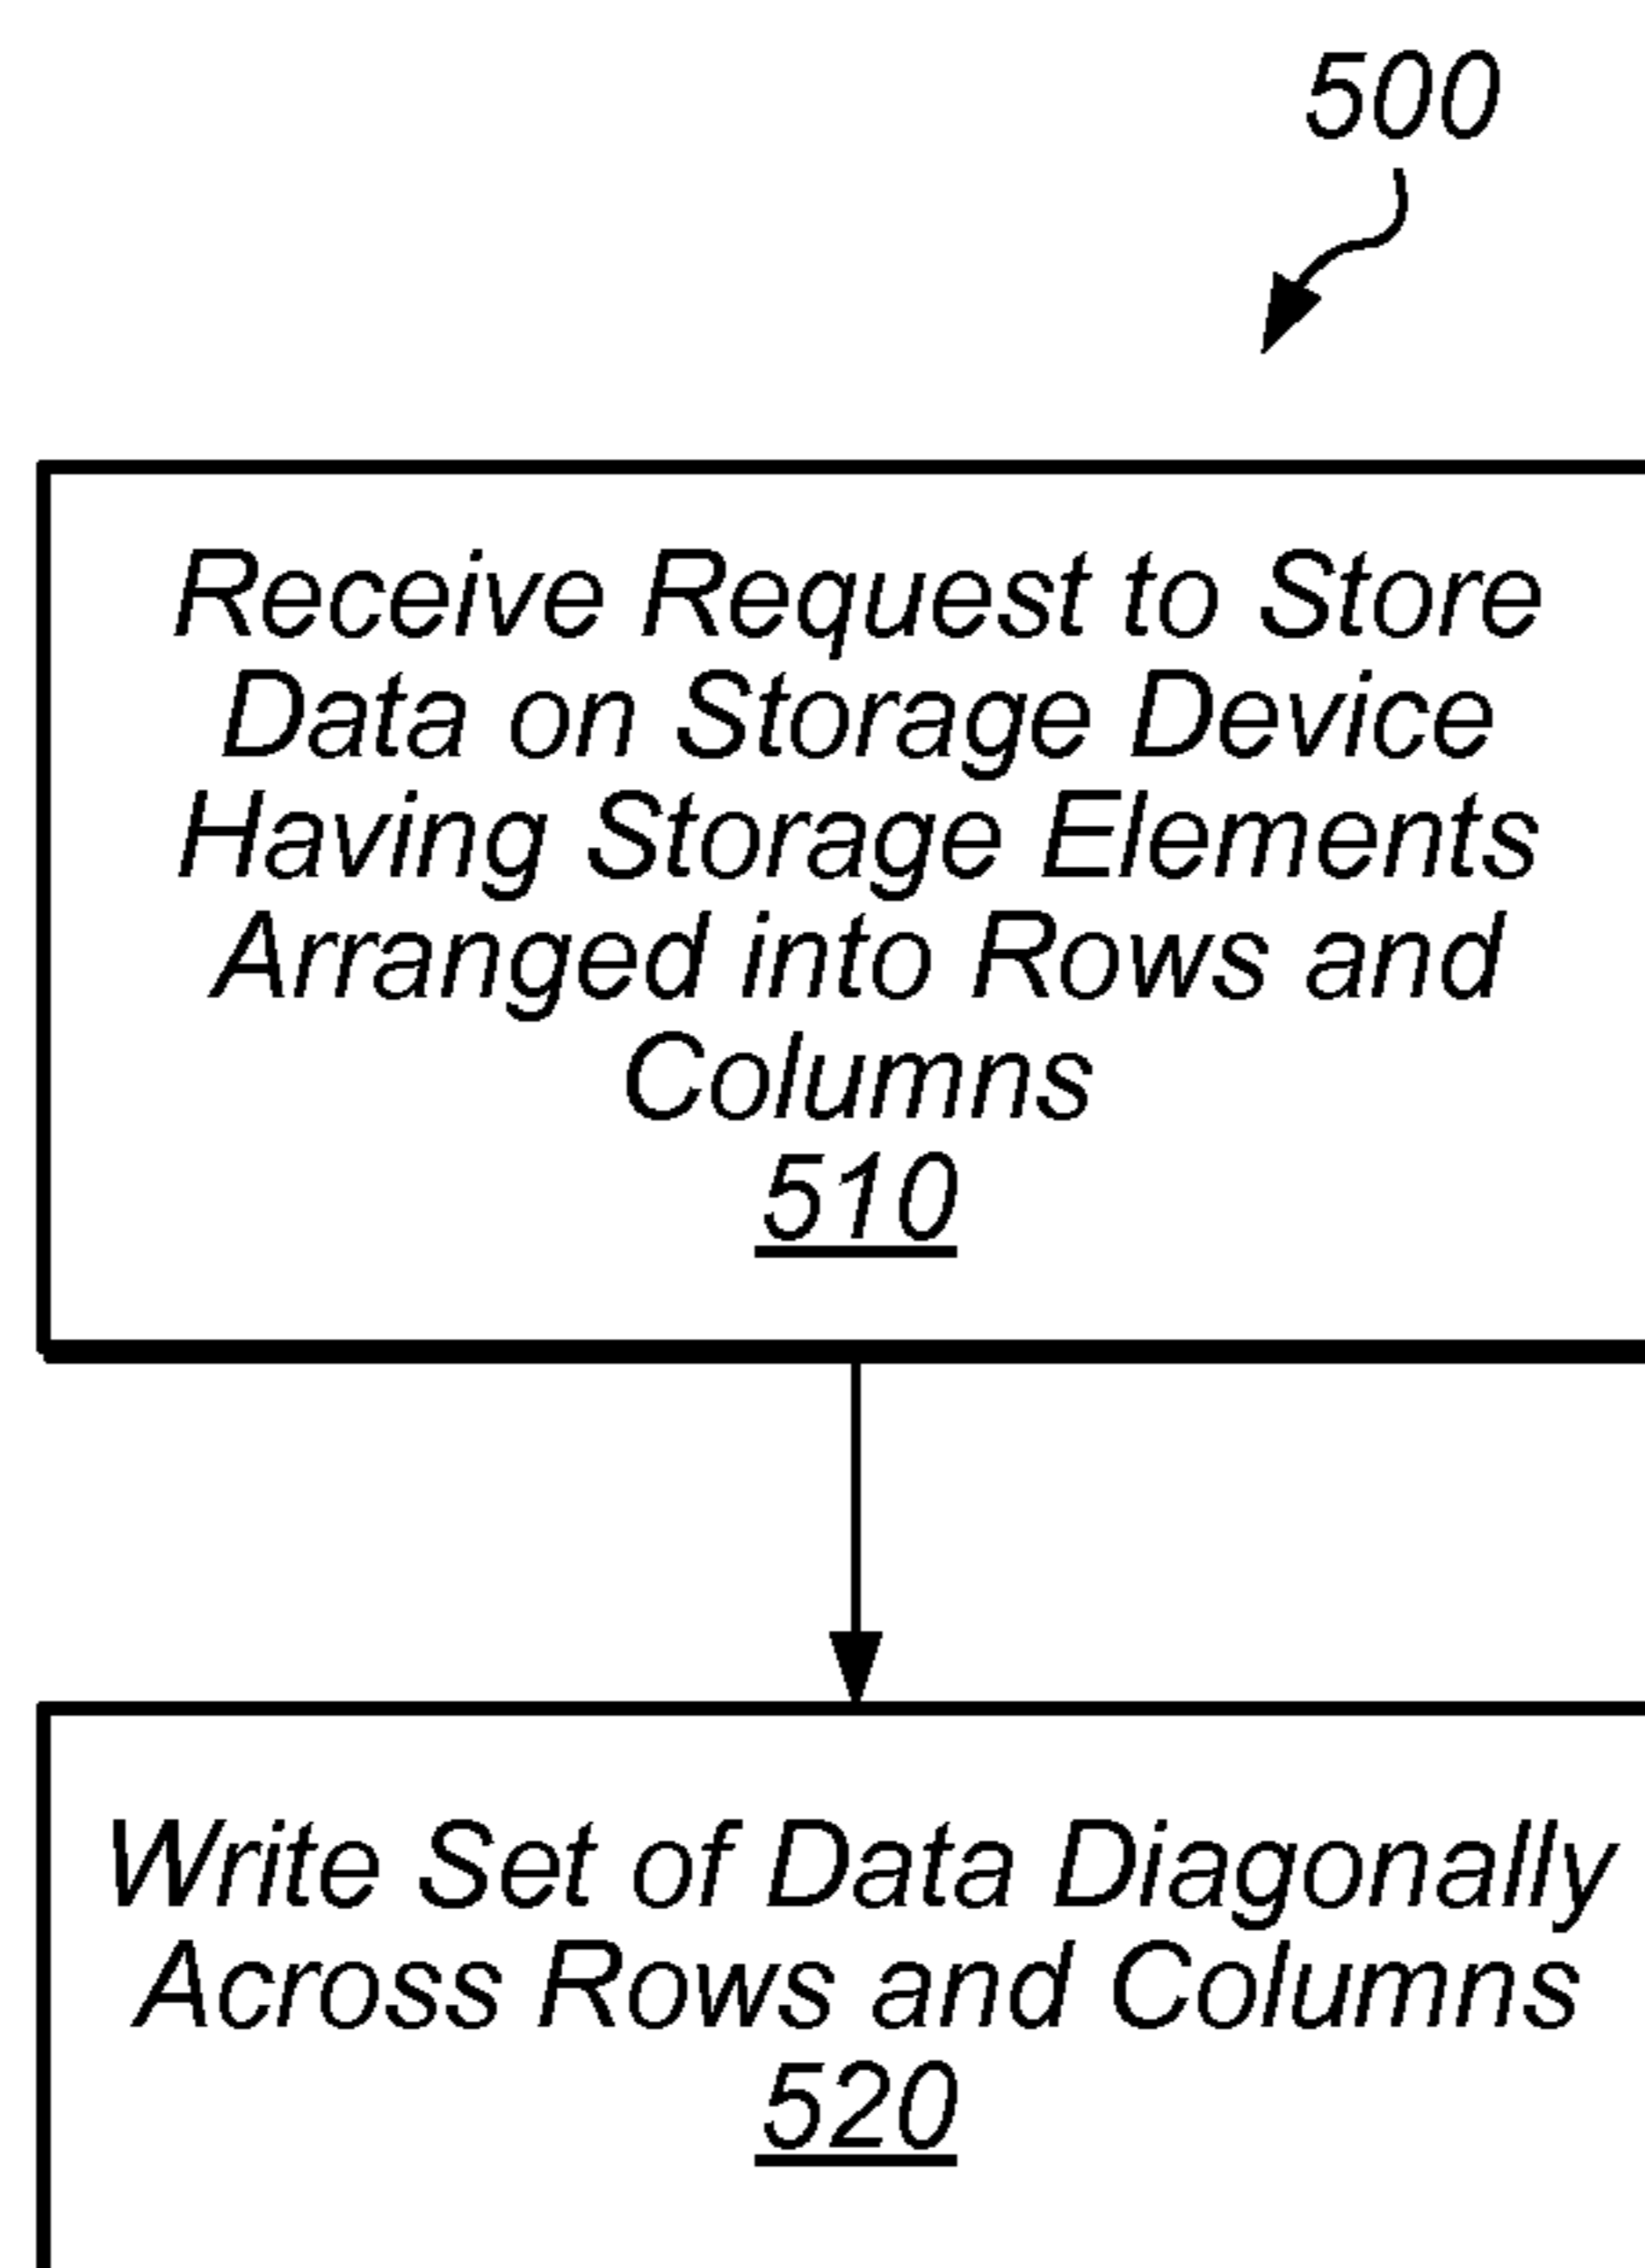 500
Receive Request to Store
Data on Storage Device
Having Storage Elements
Arranged into Rows and
Columns
510
Write Set of Data Diagonally
Across Rows and Columns
520